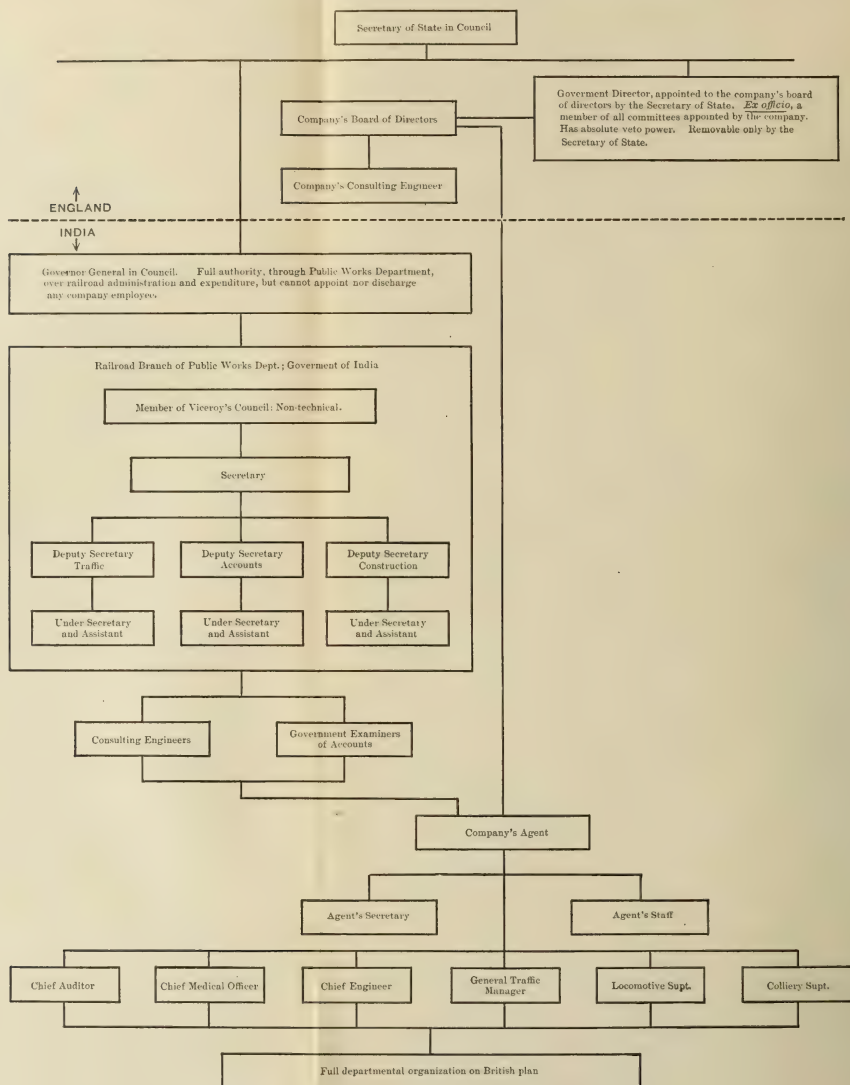 Secretary of State in Council
Goverment Director, appointed to the company's board
of directors by the Secretary of State. Ex officio, a
member of all committees appointed by the company.
Has absolute veto power. Removable only by the
Secretary of State.
Company's Board of Directors
Company's Consulting Engineer
ENGLAND
INDIA
Governor General in Council. Full authority, through Public Works Department,
over railroad administration and expenditure, but cannot appoint nor discharge
any company employee.
Railroad Branch of Public Works Dept.; Goverment of India
Member of Viceroy's Council: Non-technical.
Secretary
Deputy Secretary
Traffic
Deputy Secretary
Accounts
Deputy Secretary
Construction
Under Secretary
and Assistant
Under Secretary
and Assistant
Under Secretary
and Assistant
Consulting Engineers
Government Examiners
of Accounts
Company's Agent
Agent's Secretary
Agent's Staff
Chief Auditor
Chief Medical Officer
Chief Engineer
General Traffic
Manager
Locomotive Supt.
Colliery Supt.
Full departmental organization on British plan